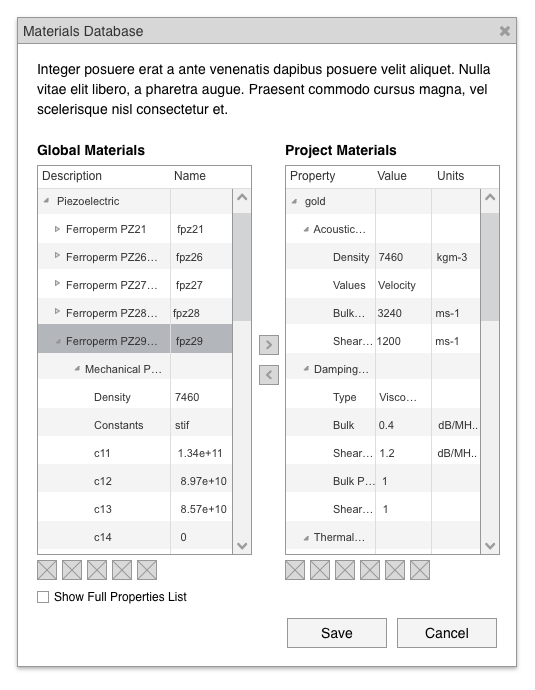 Materials Database
Integer posuere erat a ante venenatis dapibus posuere velit aliquet. Nulla
vitae elit libero, a pharetra augue. Praesent commodo cursus magna, vel
scelerisque nisl consectetur et.
Global Materials
Description Name
Piezoelectric
Ferroperm PZ21 fpz21
Ferroperm PZ26... fpz26
Ferroperm PZ27... fpz27
Ferroperm PZ28... fpz28
Ferroperm PZ29... fpz29
Mechanical P...
Density 7460
Constants stif
c11 1.34e+11
c12 8.97e+10
c13 8.57e+10
c14 0
Show Full Properties List
Project Materials
Property Value Units
gold
Acoustic...
Density 7460 kgm-3
Values Velocity
Bulk... 3240 ms-1
Shear... 1200 ms-1
Damping...
Type Visco...
Bulk 0.4 dB/MH..
Shear... 1.2 dB/MH..
Bulk P... 1
Shear... 1
Thermal...
Save Cancel